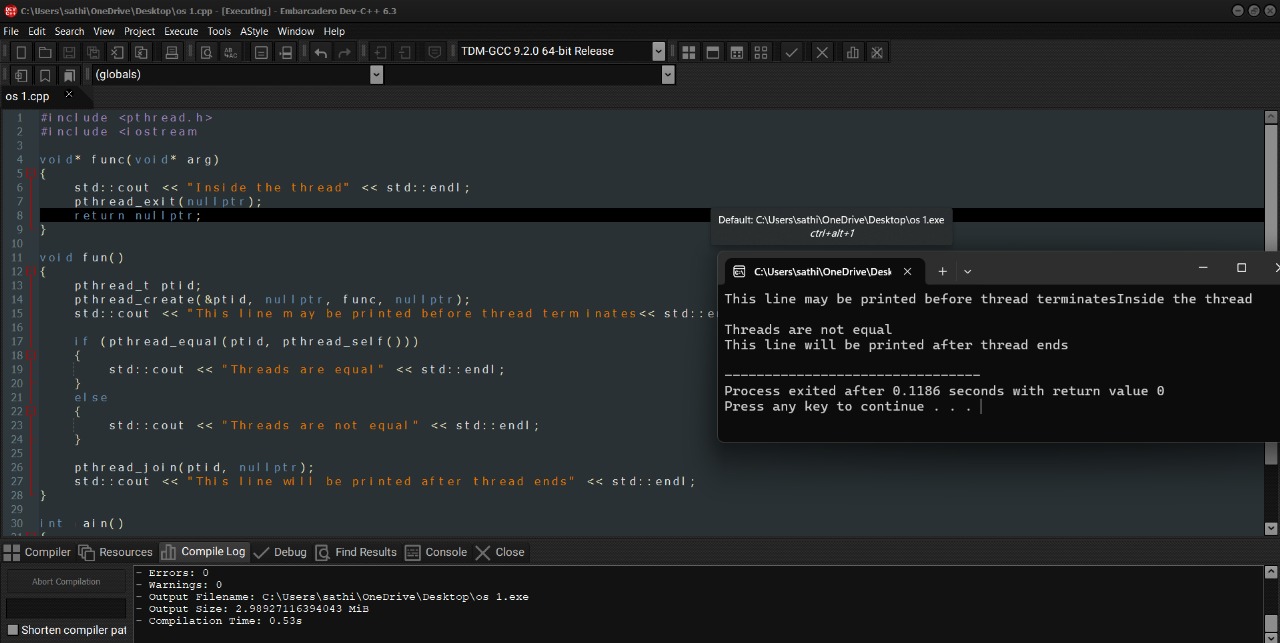 C:\Users\sathi\OneDrive\Desktop\os 1.cpp - [Executing] - Embarcadero Dev-C++ 6.3
File Edit Search View Project Execute Tools AStyle Window Help
TDM-GCC 9.2.0 64-bit Release
(globals)
os 1.cpp
1 #include <pthread.h>
2 #include <iostream
3
4 void* func(void* arg)
5 {
6 std::cout << "Inside the thread" << std::endl;
7 pthread_exit(nullptr);
8 return nullptr;
9 }
10
11 void fun()
12 {
13 pthread_t ptid;
14 pthread_create(&ptid, nullptr, func, nullptr);
15 std::cout << "This line may be printed before thread terminates<< std::e
16
17 if (pthread_equal(ptid, pthread_self()))
18 {
19 std::cout << "Threads are equal" << std::endl;
20 }
21 else
22 {
23 std::cout << "Threads are not equal" << std::endl;
24 }
25
26 pthread_join(ptid, nullptr);
27 std::cout << "This line will be printed after thread ends" << std::endl;
28 }
29
30 int ain()
Default: C:\Users\sathi\OneDrive\Desktop\os 1.exe
ctrl+alt+1
C:\Users\sathi\OneDrive\Desk
This line may be printed before thread terminatesInside the thread
Threads are not equal
This line will be printed after thread ends
--------------------------------
Process exited after 0.1186 seconds with return value 0
Press any key to continue . . .
Compiler Resources Compile Log Debug Find Results Console Close
Abort Compilation
Shorten compiler pat
- Errors: 0
- Warnings: 0
- Output Filename: C:\Users\sathi\OneDrive\Desktop\os 1.exe
- Output Size: 2.98927116394043 MiB
- Compilation Time: 0.53s